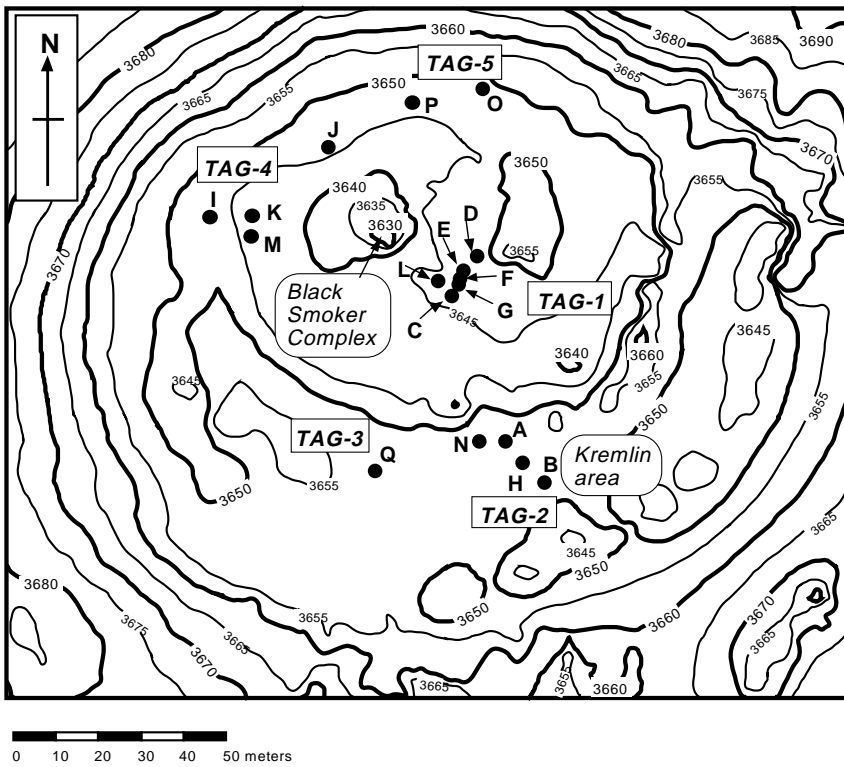 3660
3680
3685
3690
N
3680
3665
3655
TAG-5
3665
3675
3650
O
P
3670
J
TAG-4
3650
3655
3640
3635
I
K
3630
D
M
E
3655
3670
L
F
Black
Smoker
Complex
G
TAG-1
C
3645
3645
3640
3660
3645
3655
3655
3650
TAG-3
N
A
Kremlin
area
Q
B
H
3655
3650
TAG-2
3665
3645
3650
3680
3650
3670
3655
3660
3675
3665
3665
3670
3665
3655
3660
0 10 20 30 40 50 meters